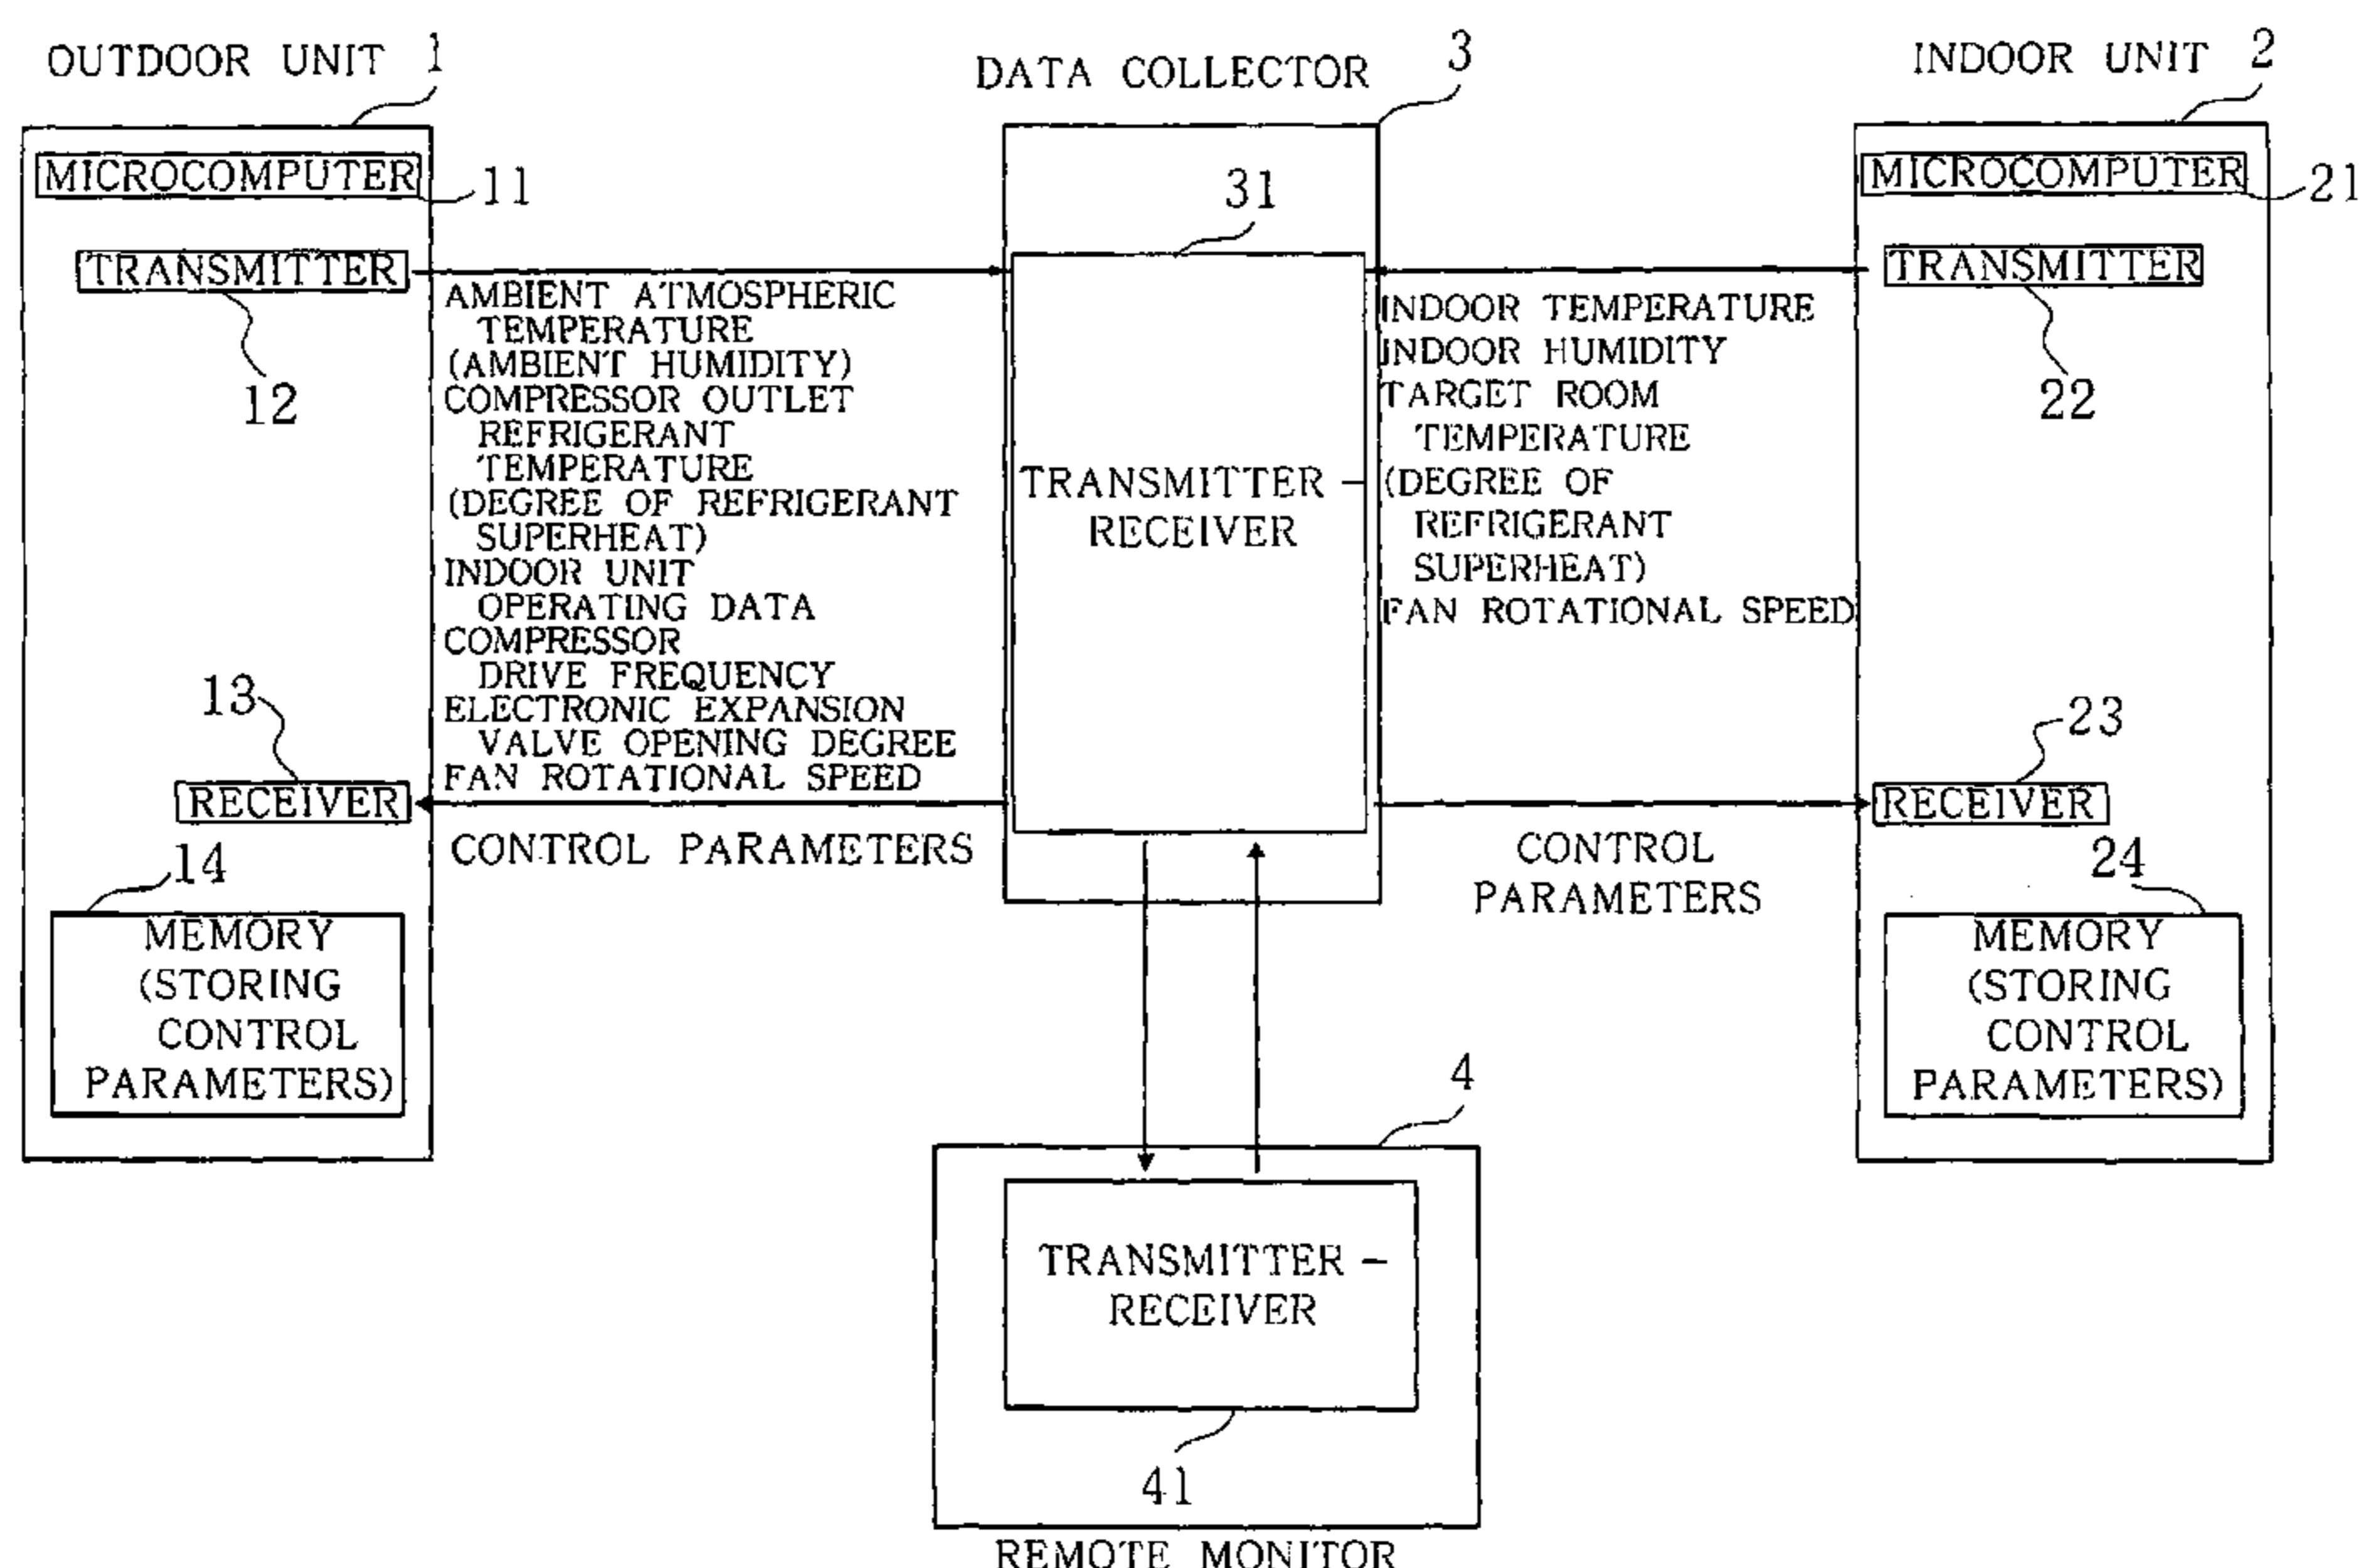 OUTDOOR UNIT 1
MICROCOMPUTER
11
TRANSMITTER
12
AMBIENT ATMOSPHERIC
TEMPERATURE
(AMBIENT HUMIDITY)
COMPRESSOR OUTLET
REFRIGERANT
TEMPERATURE
(DEGREE OF REFRIGERANT
SUPERHEAT)
INDOOR UNIT
OPERATING DATA
COMPRESSOR
DRIVE FREQUENCY
ELECTRONIC EXPANSION
VALVE OPENING DEGREE
FAN ROTATIONAL SPEED
13
RECEIVER
CONTROL PARAMETERS
14
MEMORY
(STORING
CONTROL
PARAMETERS)
DATA COLLECTOR 3
31
TRANSMITTER -
RECEIVER
INDOOR UNIT 2
MICROCOMPUTER
21
TRANSMITTER
22
INDOOR TEMPERATURE
INDOOR HUMIDITY
TARGET ROOM
TEMPERATURE
(DEGREE OF
REFRIGERANT
SUPERHEAT)
FAN ROTATIONAL SPEED
23
RECEIVER
CONTROL
PARAMETERS
24
MEMORY
(STORING
CONTROL
PARAMETERS)
4
TRANSMITTER -
RECEIVER
41
REMOTE MONITOR